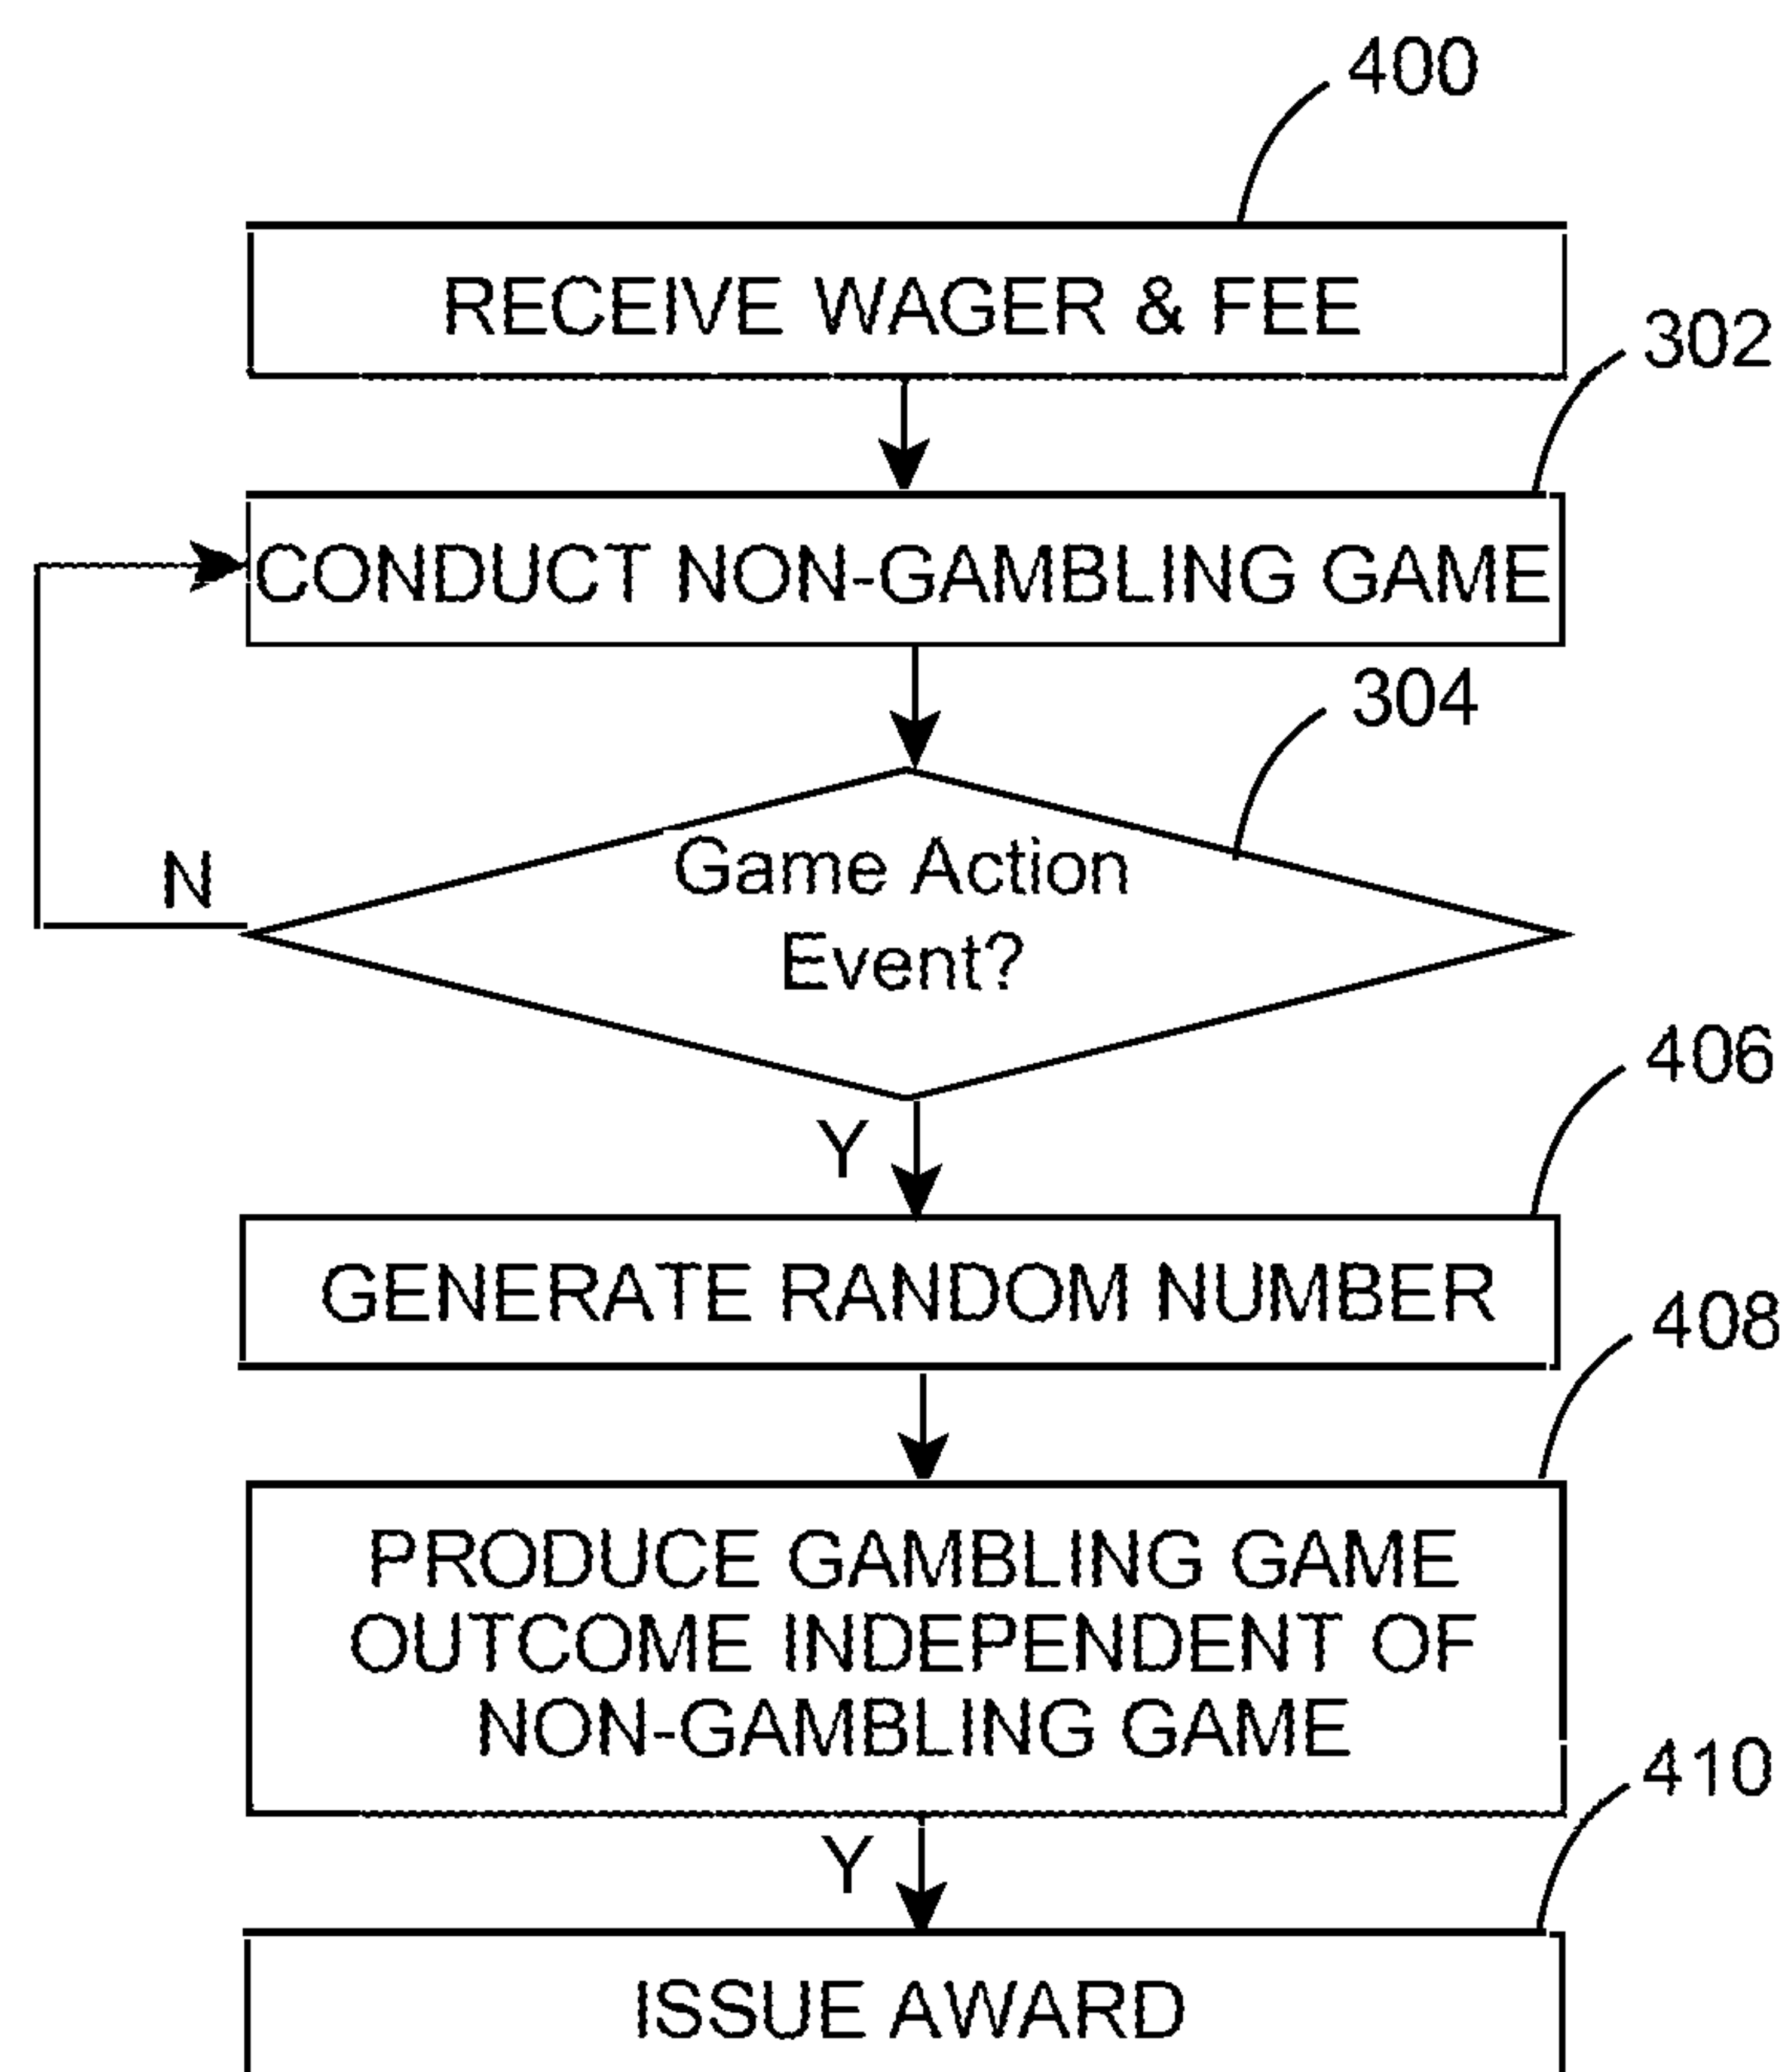 400
RECEIVE WAGER & FEE
302
CONDUCT NON-GAMBLING GAME
304
Game Action
Event?
N
Y
406
GENERATE RANDOM NUMBER
408
PRODUCE GAMBLING GAME
OUTCOME INDEPENDENT OF
NON-GAMBLING GAME
Y
410
ISSUE AWARD